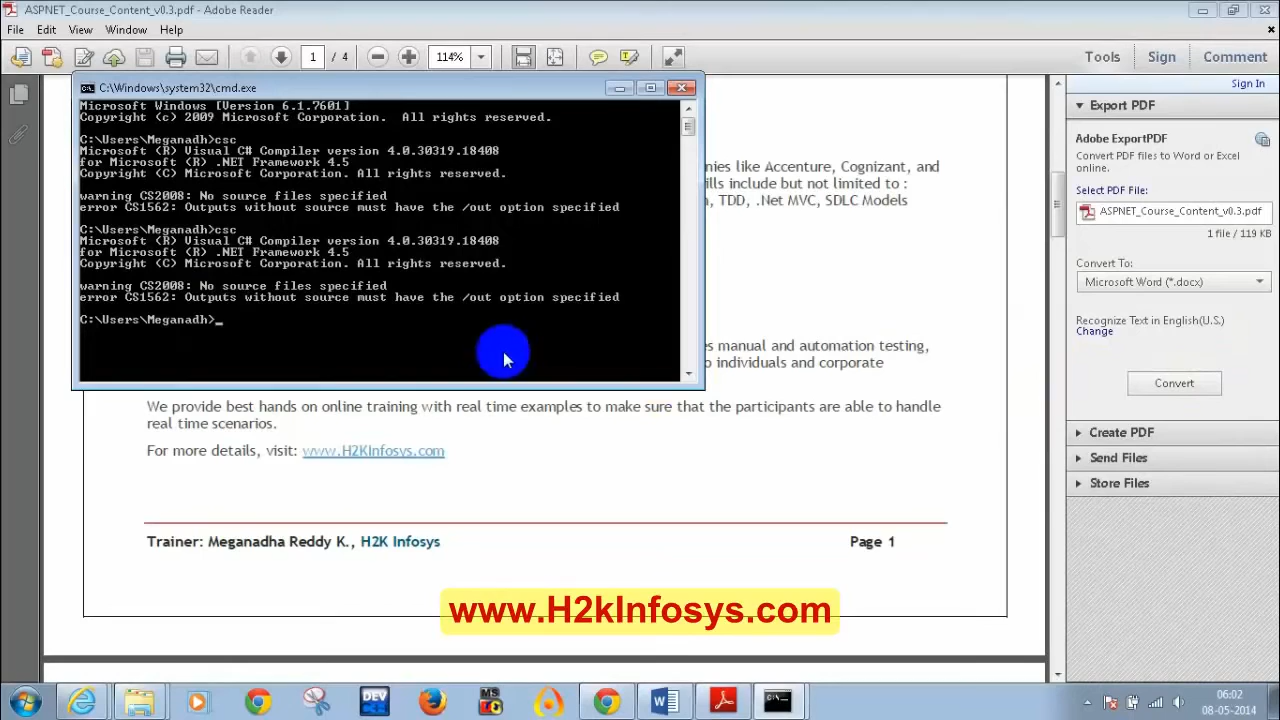 ASPNET_Course_Content_v0.3.pdf - Adobe Reader
File Edit View Window Help
1 / 4 114% Tools Sign Comment
C:\Windows\system32\cmd.exe
Microsoft Windows [Version 6.1.7601]
Copyright (c) 2009 Microsoft Corporation. All rights reserved.
C:\Users\Meganadh>csc
Microsoft (R) Visual C# Compiler version 4.0.30319.18408
for Microsoft (R) .NET Framework 4.5
Copyright (C) Microsoft Corporation. All rights reserved.
warning CS2008: No source files specified
error CS1562: Outputs without source must have the /out option specified
C:\Users\Meganadh>csc
Microsoft (R) Visual C# Compiler version 4.0.30319.18408
for Microsoft (R) .NET Framework 4.5
Copyright (C) Microsoft Corporation. All rights reserved.
warning CS2008: No source files specified
error CS1562: Outputs without source must have the /out option specified
C:\Users\Meganadh>_
nies like Accenture, Cognizant, and
ills include but not limited to :
, TDD, .Net MVC, SDLC Models
es manual and automation testing,
o individuals and corporate
We provide best hands on online training with real time examples to make sure that the participants are able to handle
real time scenarios.
For more details, visit: www.H2KInfosys.com
Trainer: Meganadha Reddy K., H2K Infosys Page 1
www.H2kInfosys.com
Sign In
Export PDF
Adobe ExportPDF
Convert PDF files to Word or Excel
online.
Select PDF File:
ASPNET_Course_Content_v0.3.pdf
1 file / 119 KB
Convert To:
Microsoft Word (*.docx)
Recognize Text in English(U.S.)
Change
Convert
Create PDF
Send Files
Store Files
DEV
MS
06:02
08-05-2014